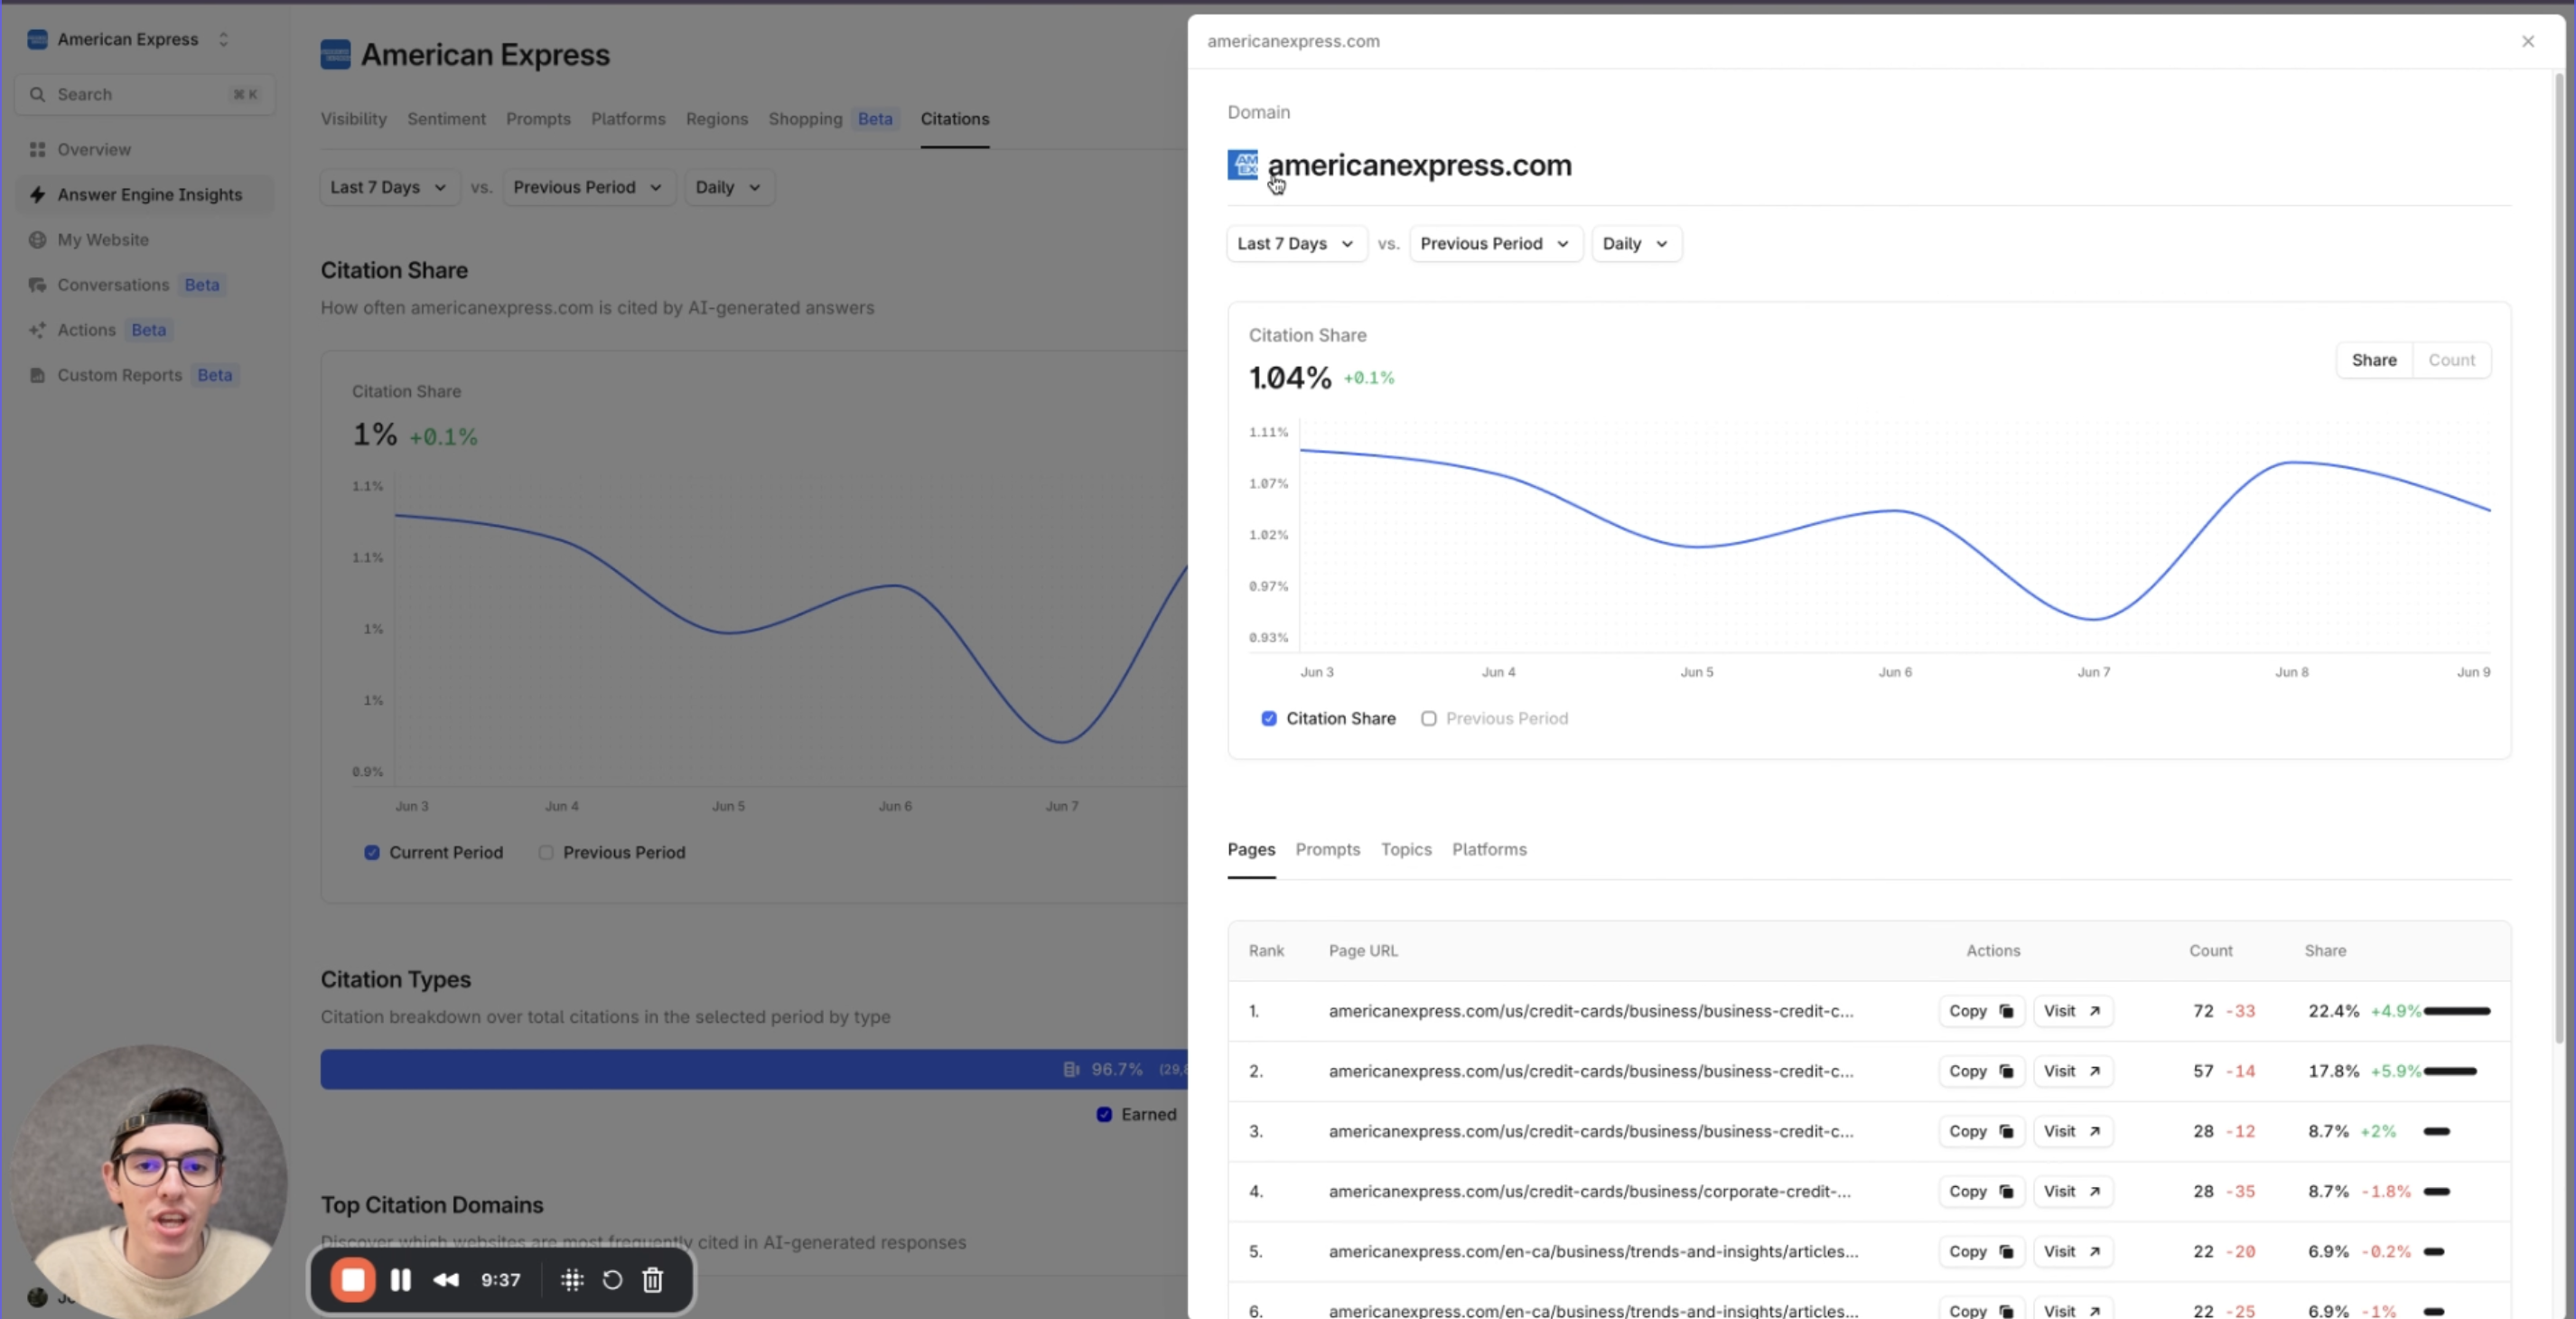 American Express
Search ⌘ K
Overview
Answer Engine Insights
My Website
Conversations Beta
Actions Beta
Custom Reports Beta
American Express
Visibility Sentiment Prompts Platforms Regions Shopping Beta Citations
Last 7 Days vs. Previous Period Daily
Citation Share
How often americanexpress.com is cited by AI-generated answers
Citation Share
1% +0.1%
1.1%
1.1%
1%
1%
0.9%
Jun 3 Jun 4 Jun 5 Jun 6 Jun 7
Current Period Previous Period
Citation Types
Citation breakdown over total citations in the selected period by type
96.7% (29,
Earned
Top Citation Domains
Discover which websites are most frequently cited in AI-generated responses
9:37
americanexpress.com
Domain
AM
EX
americanexpress.com
Last 7 Days vs. Previous Period Daily
Citation Share
1.04% +0.1%
Share Count
1.11%
1.07%
1.02%
0.97%
0.93%
Jun 3 Jun 4 Jun 5 Jun 6 Jun 7 Jun 8 Jun 9
Citation Share Previous Period
Pages Prompts Topics Platforms
Rank Page URL Actions Count Share
1. americanexpress.com/us/credit-cards/business/business-credit-c... Copy Visit 72 -33 22.4% +4.9%
2. americanexpress.com/us/credit-cards/business/business-credit-c... Copy Visit 57 -14 17.8% +5.9%
3. americanexpress.com/us/credit-cards/business/business-credit-c... Copy Visit 28 -12 8.7% +2%
4. americanexpress.com/us/credit-cards/business/corporate-credit-... Copy Visit 28 -35 8.7% -1.8%
5. americanexpress.com/en-ca/business/trends-and-insights/articles... Copy Visit 22 -20 6.9% -0.2%
6. americanexpress.com/en-ca/business/trends-and-insights/articles... Copy Visit 22 -25 6.9% -1%